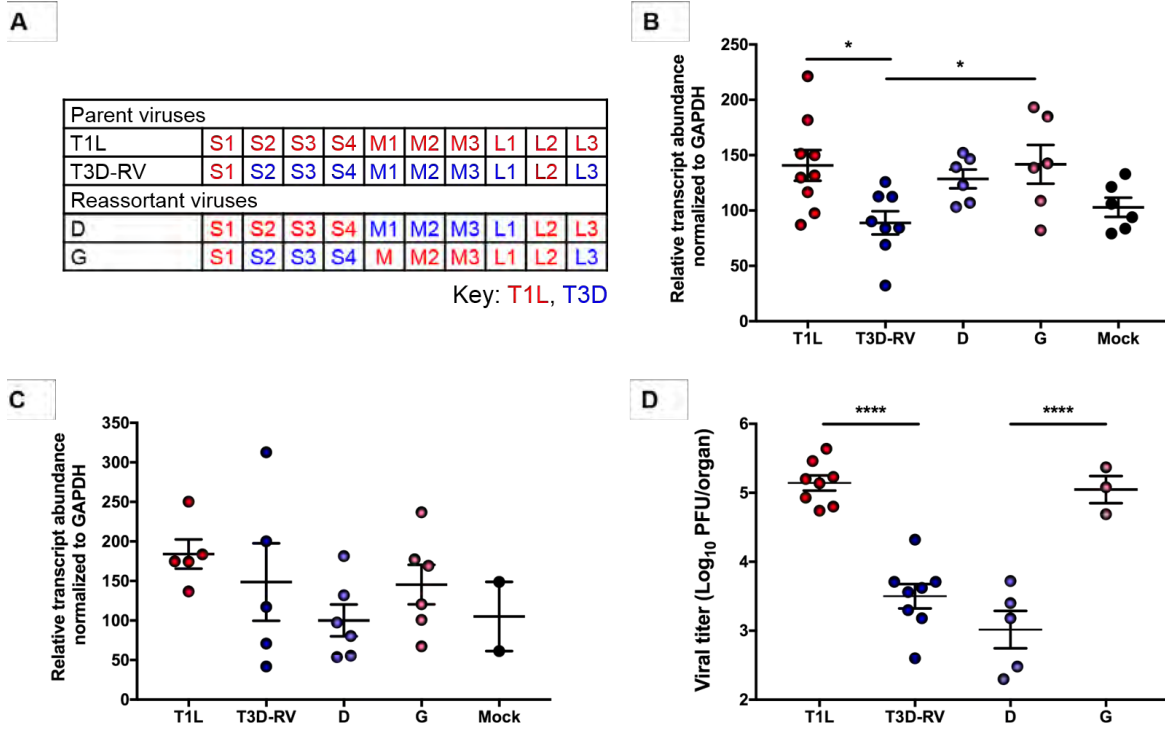 A
Parent viruses
T1L S1 S2 S3 S4 M1 M2 M3 L1 L2 L3
T3D-RV S1 S2 S3 S4 M1 M2 M3 L1 L2 L3
Reassortant viruses
D S1 S2 S3 S4 M1 M2 M3 L1 L2 L3
G S1 S2 S3 S4 M M2 M3 L1 L2 L3
Key: T1L, T3D
B
Relative transcript abundance
normalized to GAPDH
250
200
150
100
50
0
* *
T1L T3D-RV D G Mock
C
Relative transcript abundance
normalized to GAPDH
350
300
250
200
150
100
50
0
T1L T3D-RV D G Mock
D
Viral titer (Log10 PFU/organ)
6
5
4
3
2
**** ****
T1L T3D-RV D G